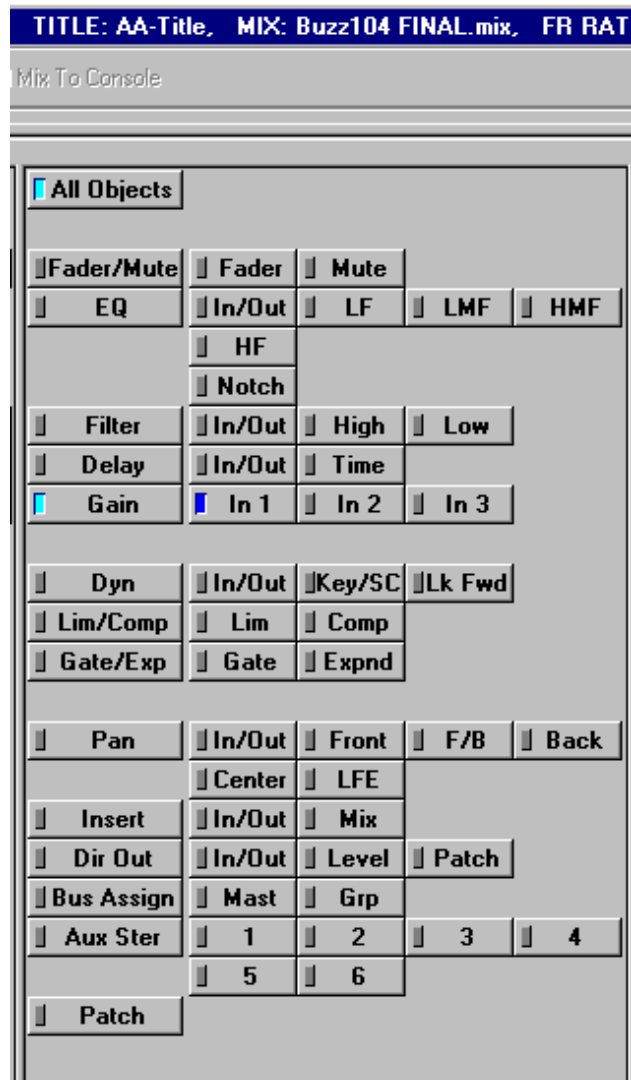 TITLE: AA-Title, MIX: Buzz104 FINAL.mix, FR RAT
Mix To Console
All Objects
Fader/Mute Fader Mute
EQ In/Out LF LMF HMF
HF
Notch
Filter In/Out High Low
Delay In/Out Time
Gain In 1 In 2 In 3
Dyn In/Out Key/SC Lk Fwd
Lim/Comp Lim Comp
Gate/Exp Gate Expnd
Pan In/Out Front F/B Back
Center LFE
Insert In/Out Mix
Dir Out In/Out Level Patch
Bus Assign Mast Grp
Aux Ster 1 2 3 4
5 6
Patch